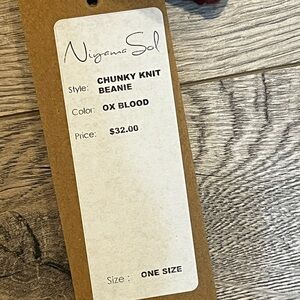 Niyama Sol
Style: CHUNKY KNIT
BEANIE
Color: OX BLOOD
Price: $32.00
Size : ONE SIZE